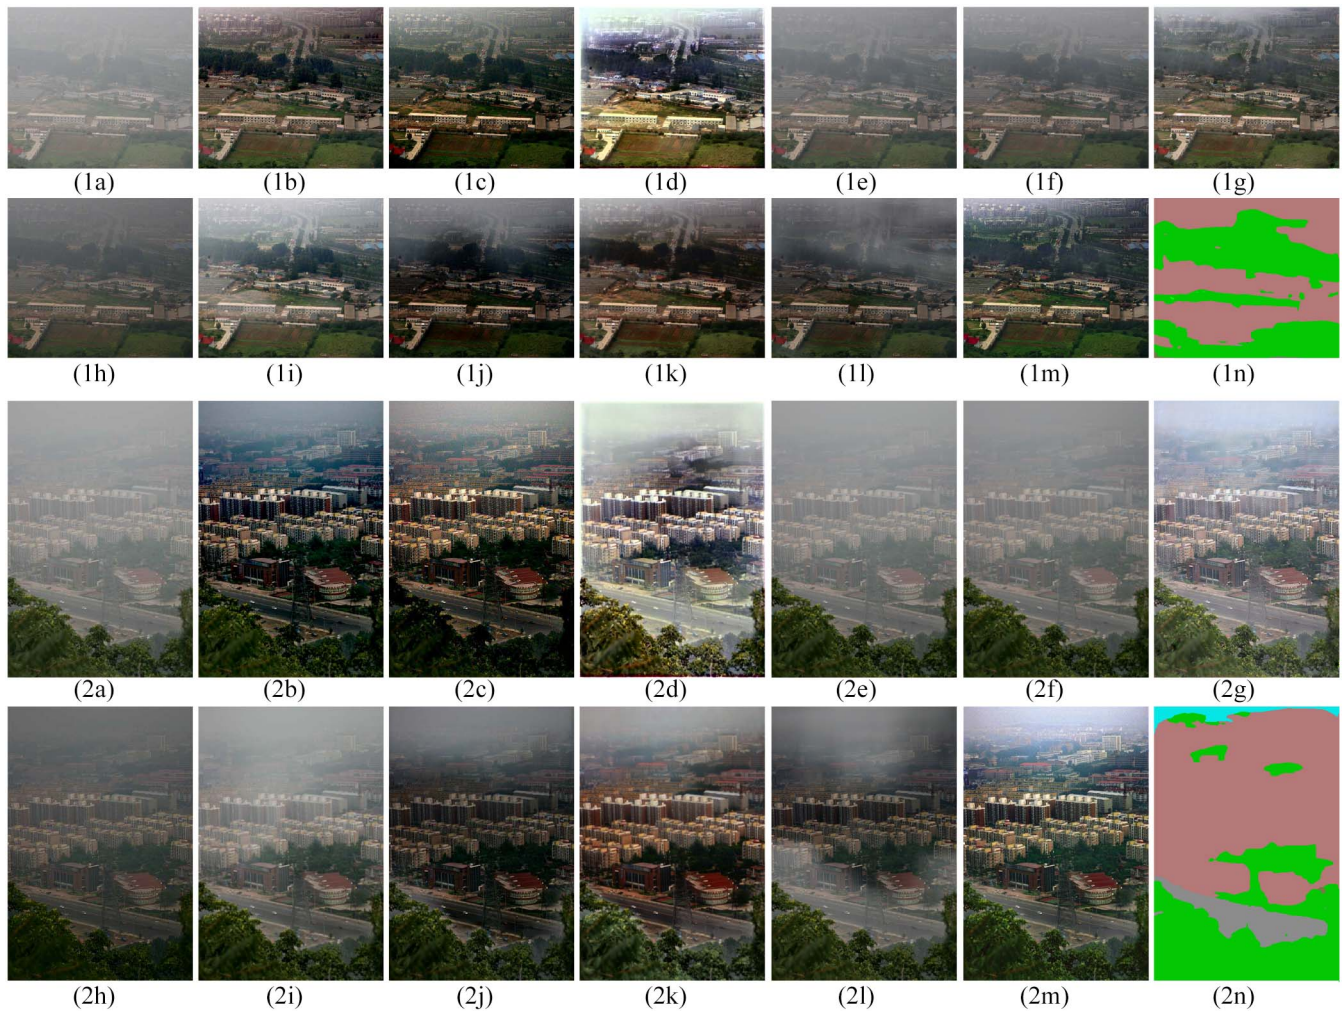 (1a) (1b) (1c) (1d) (1e) (1f) (1g)
(1h) (1i) (1j) (1k) (1l) (1m) (1n)
(2a) (2b) (2c) (2d) (2e) (2f) (2g)
(2h) (2i) (2j) (2k) (2l) (2m) (2n)